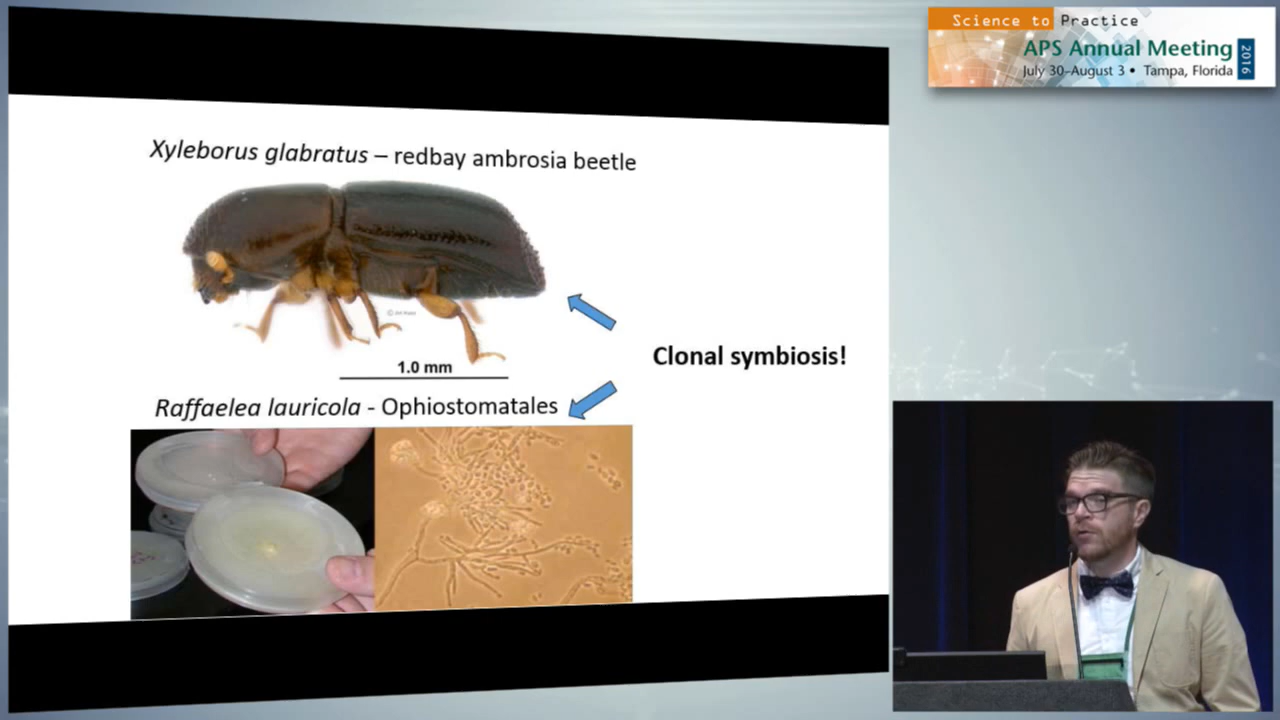 Science to Practice
APS Annual Meeting
2016
July 30–August 3 • Tampa, Florida
Xyleborus glabratus – redbay ambrosia beetle
1.0 mm
Clonal symbiosis!
Raffaelea lauricola - Ophiostomatales